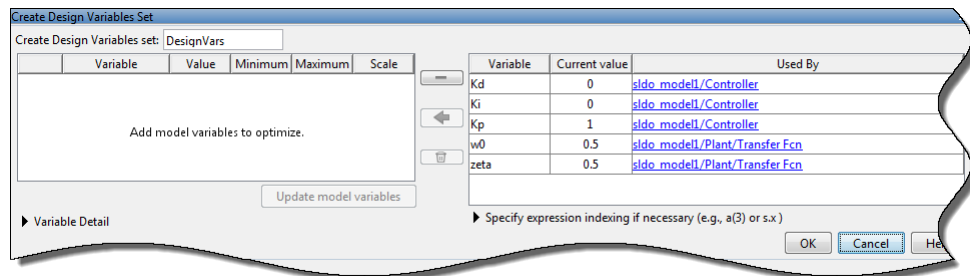 Create Design Variables Set
Create Design Variables set: DesignVars
Variable Value Minimum Maximum Scale
Add model variables to optimize.
Update model variables
Variable Detail
Variable Current value Used By
Kd 0 sldo_model1/Controller
Ki 0 sldo_model1/Controller
Kp 1 sldo_model1/Controller
w0 0.5 sldo_model1/Plant/Transfer Fcn
zeta 0.5 sldo_model1/Plant/Transfer Fcn
Specify expression indexing if necessary (e.g., a(3) or s.x )
OK Cancel